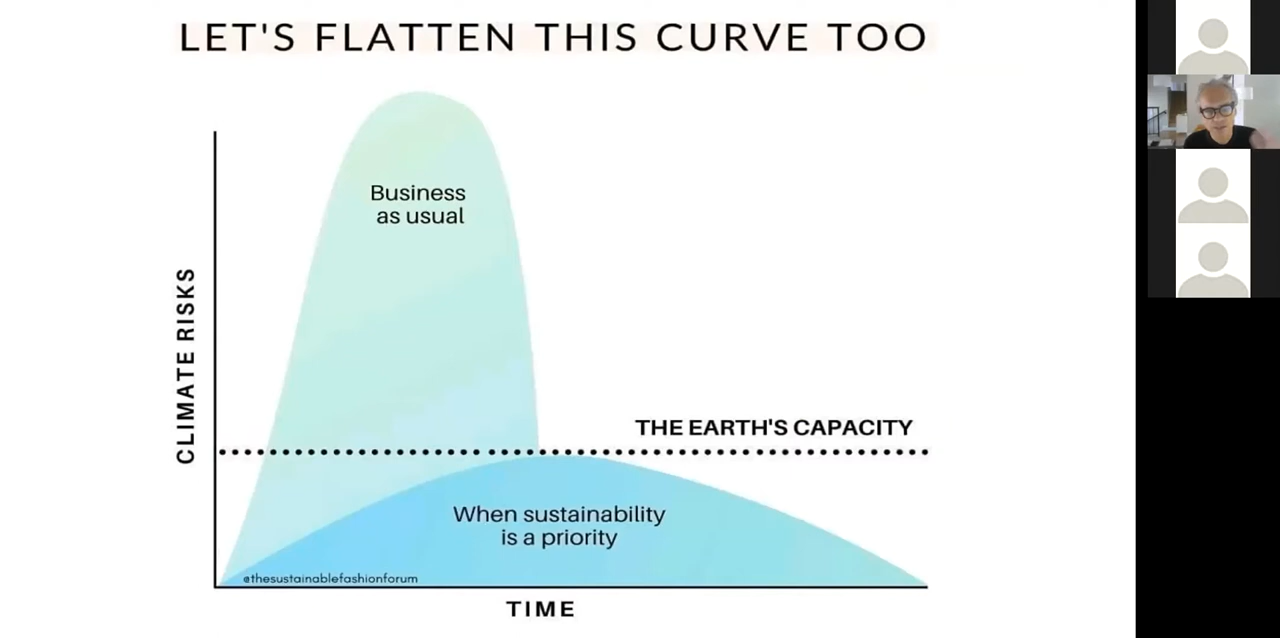 LET'S FLATTEN THIS CURVE TOO
Business
as usual
CLIMATE RISKS
THE EARTH'S CAPACITY
When sustainability
is a priority
@thesustainablefashionforum
TIME